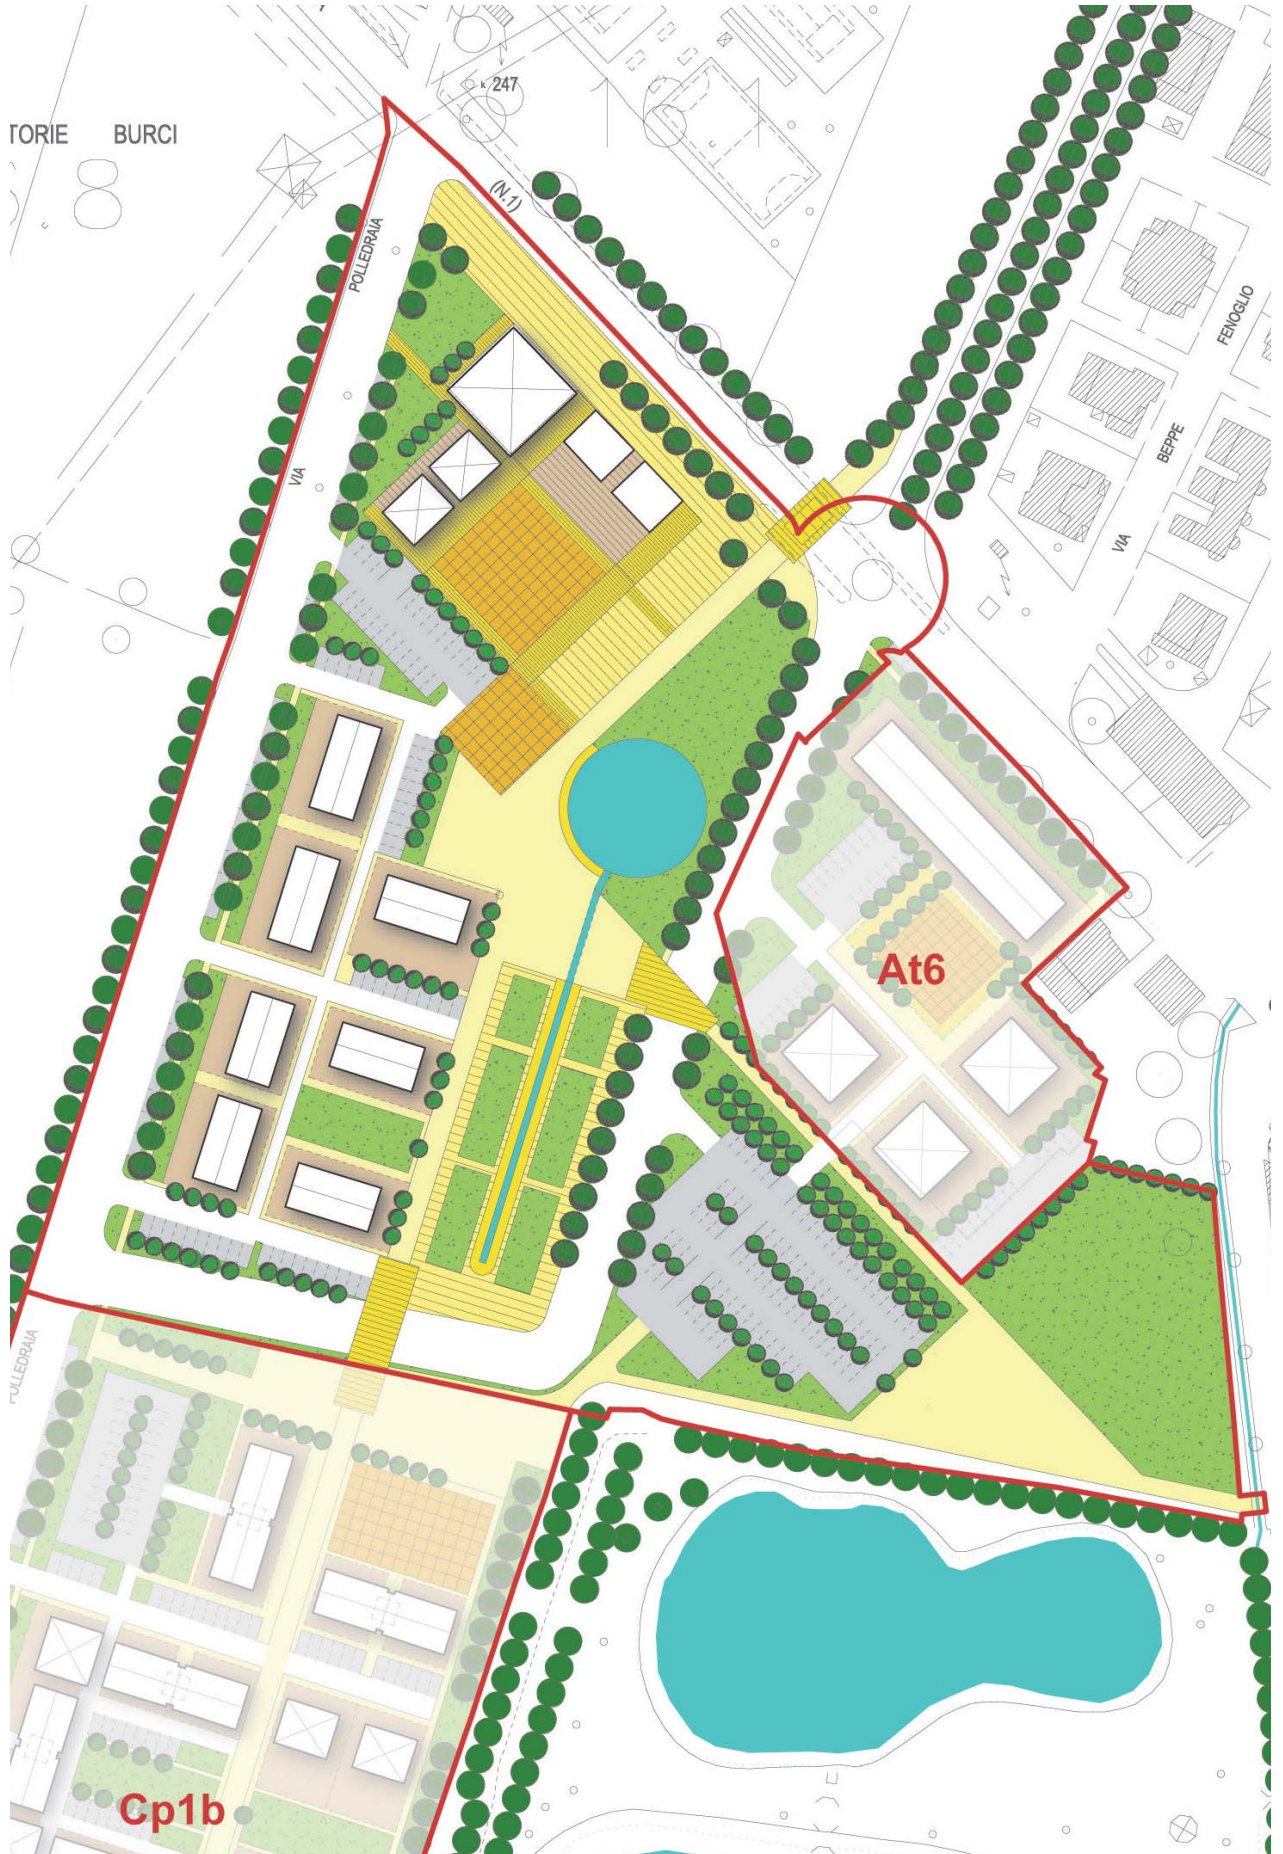 k 247
TORIE BURCI
(N.1)
POLLEDRAIA
VIA
FENOGLIO
BEPPE
VIA
At6
POLLEDRAIA
Cp1b